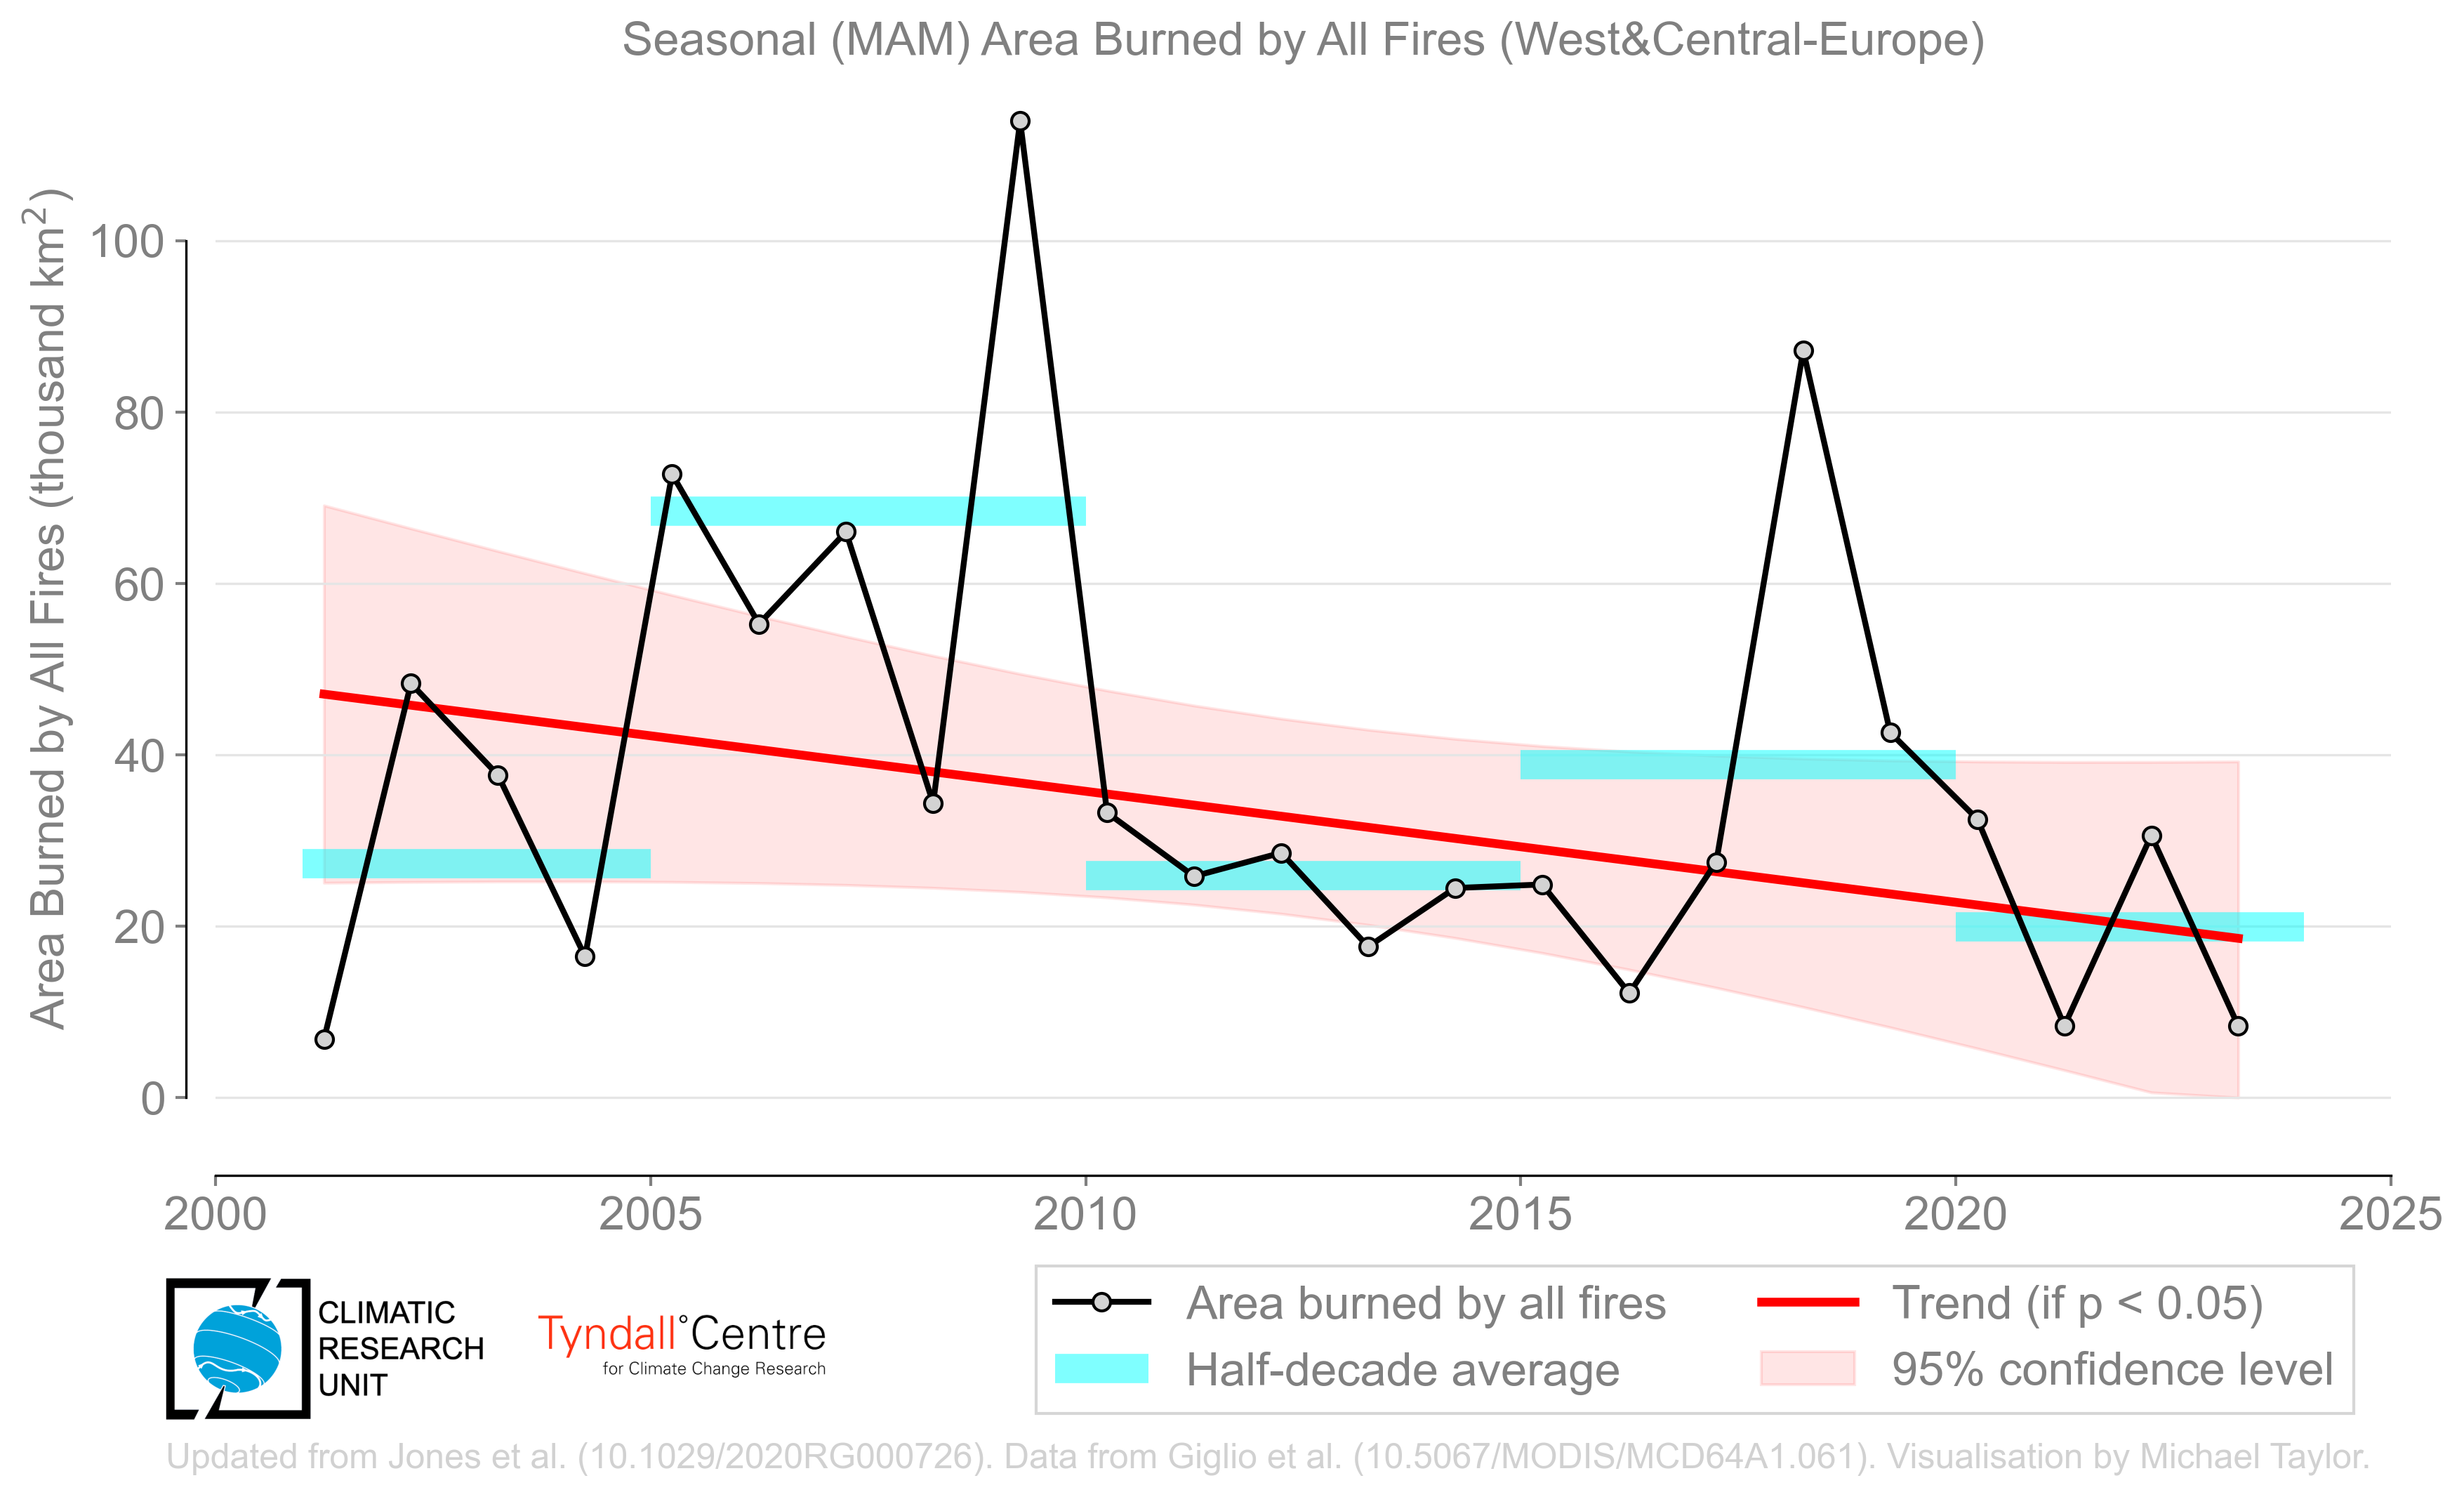 Seasonal (MAM) Area Burned by All Fires (West&Central-Europe)
Area Burned by All Fires (thousand km²)
100
80
60
40
20
0
2000
2005
2010
2015
2020
2025
CLIMATIC
RESEARCH
UNIT
Tyndall°Centre
for Climate Change Research
Area burned by all fires
Half-decade average
Trend (if p < 0.05)
95% confidence level
Updated from Jones et al. (10.1029/2020RG000726). Data from Giglio et al. (10.5067/MODIS/MCD64A1.061). Visualisation by Michael Taylor.